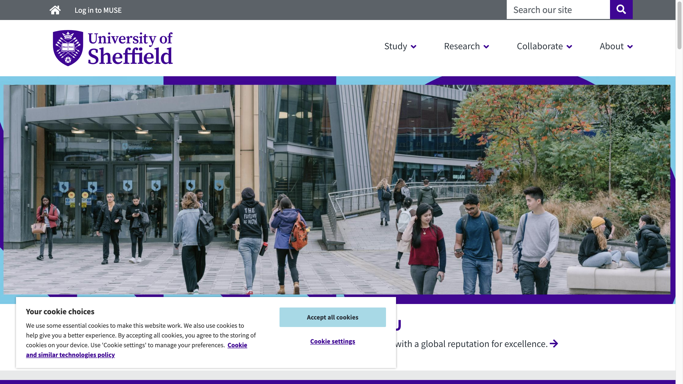 Log in to MUSE
Search our site
University of
Sheffield
Study
Research
Collaborate
About
Your cookie choices
We use some essential cookies to make this website work. We also use cookies to
help give you a better experience. By accepting all cookies, you agree to the storing of
cookies on your device. Use 'Cookie settings' to manage your preferences. Cookie
and similar technologies policy
Accept all cookies
Cookie settings
with a global reputation for excellence.